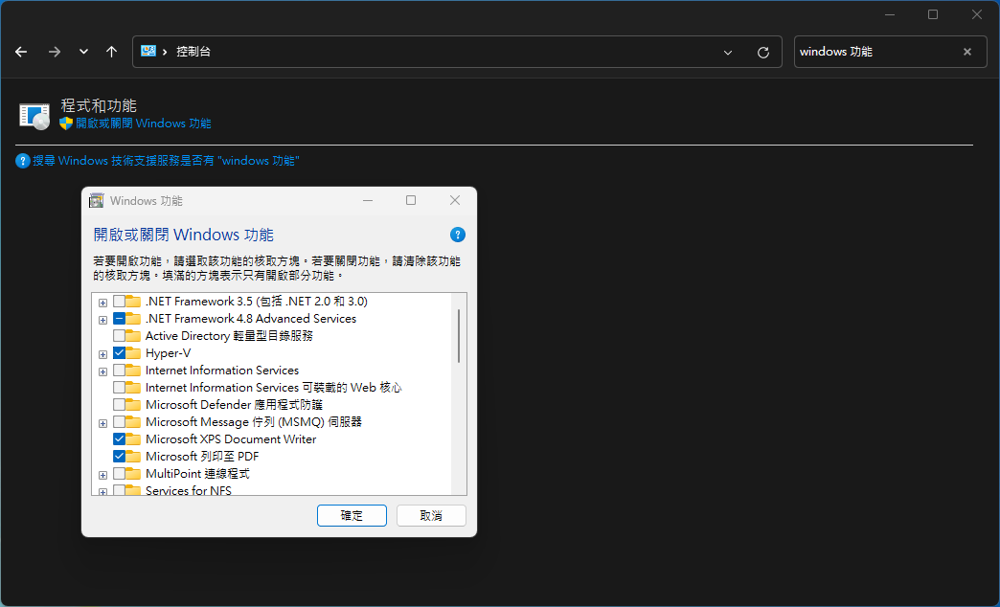 控制台
windows 功能
程式和功能
開啟或關閉 Windows 功能
搜尋 Windows 技術支援服務是否有 "windows 功能"
Windows 功能
開啟或關閉 Windows 功能
若要開啟功能，請選取該功能的核取方塊。若要關閉功能，請清除該功能
的核取方塊。填滿的方塊表示只有開啟部分功能。
.NET Framework 3.5 (包括 .NET 2.0 和 3.0)
.NET Framework 4.8 Advanced Services
Active Directory 輕量型目錄服務
Hyper-V
Internet Information Services
Internet Information Services 可裝載的 Web 核心
Microsoft Defender 應用程式防護
Microsoft Message 佇列 (MSMQ) 伺服器
Microsoft XPS Document Writer
Microsoft 列印至 PDF
MultiPoint 連線程式
Services for NFS
確定
取消